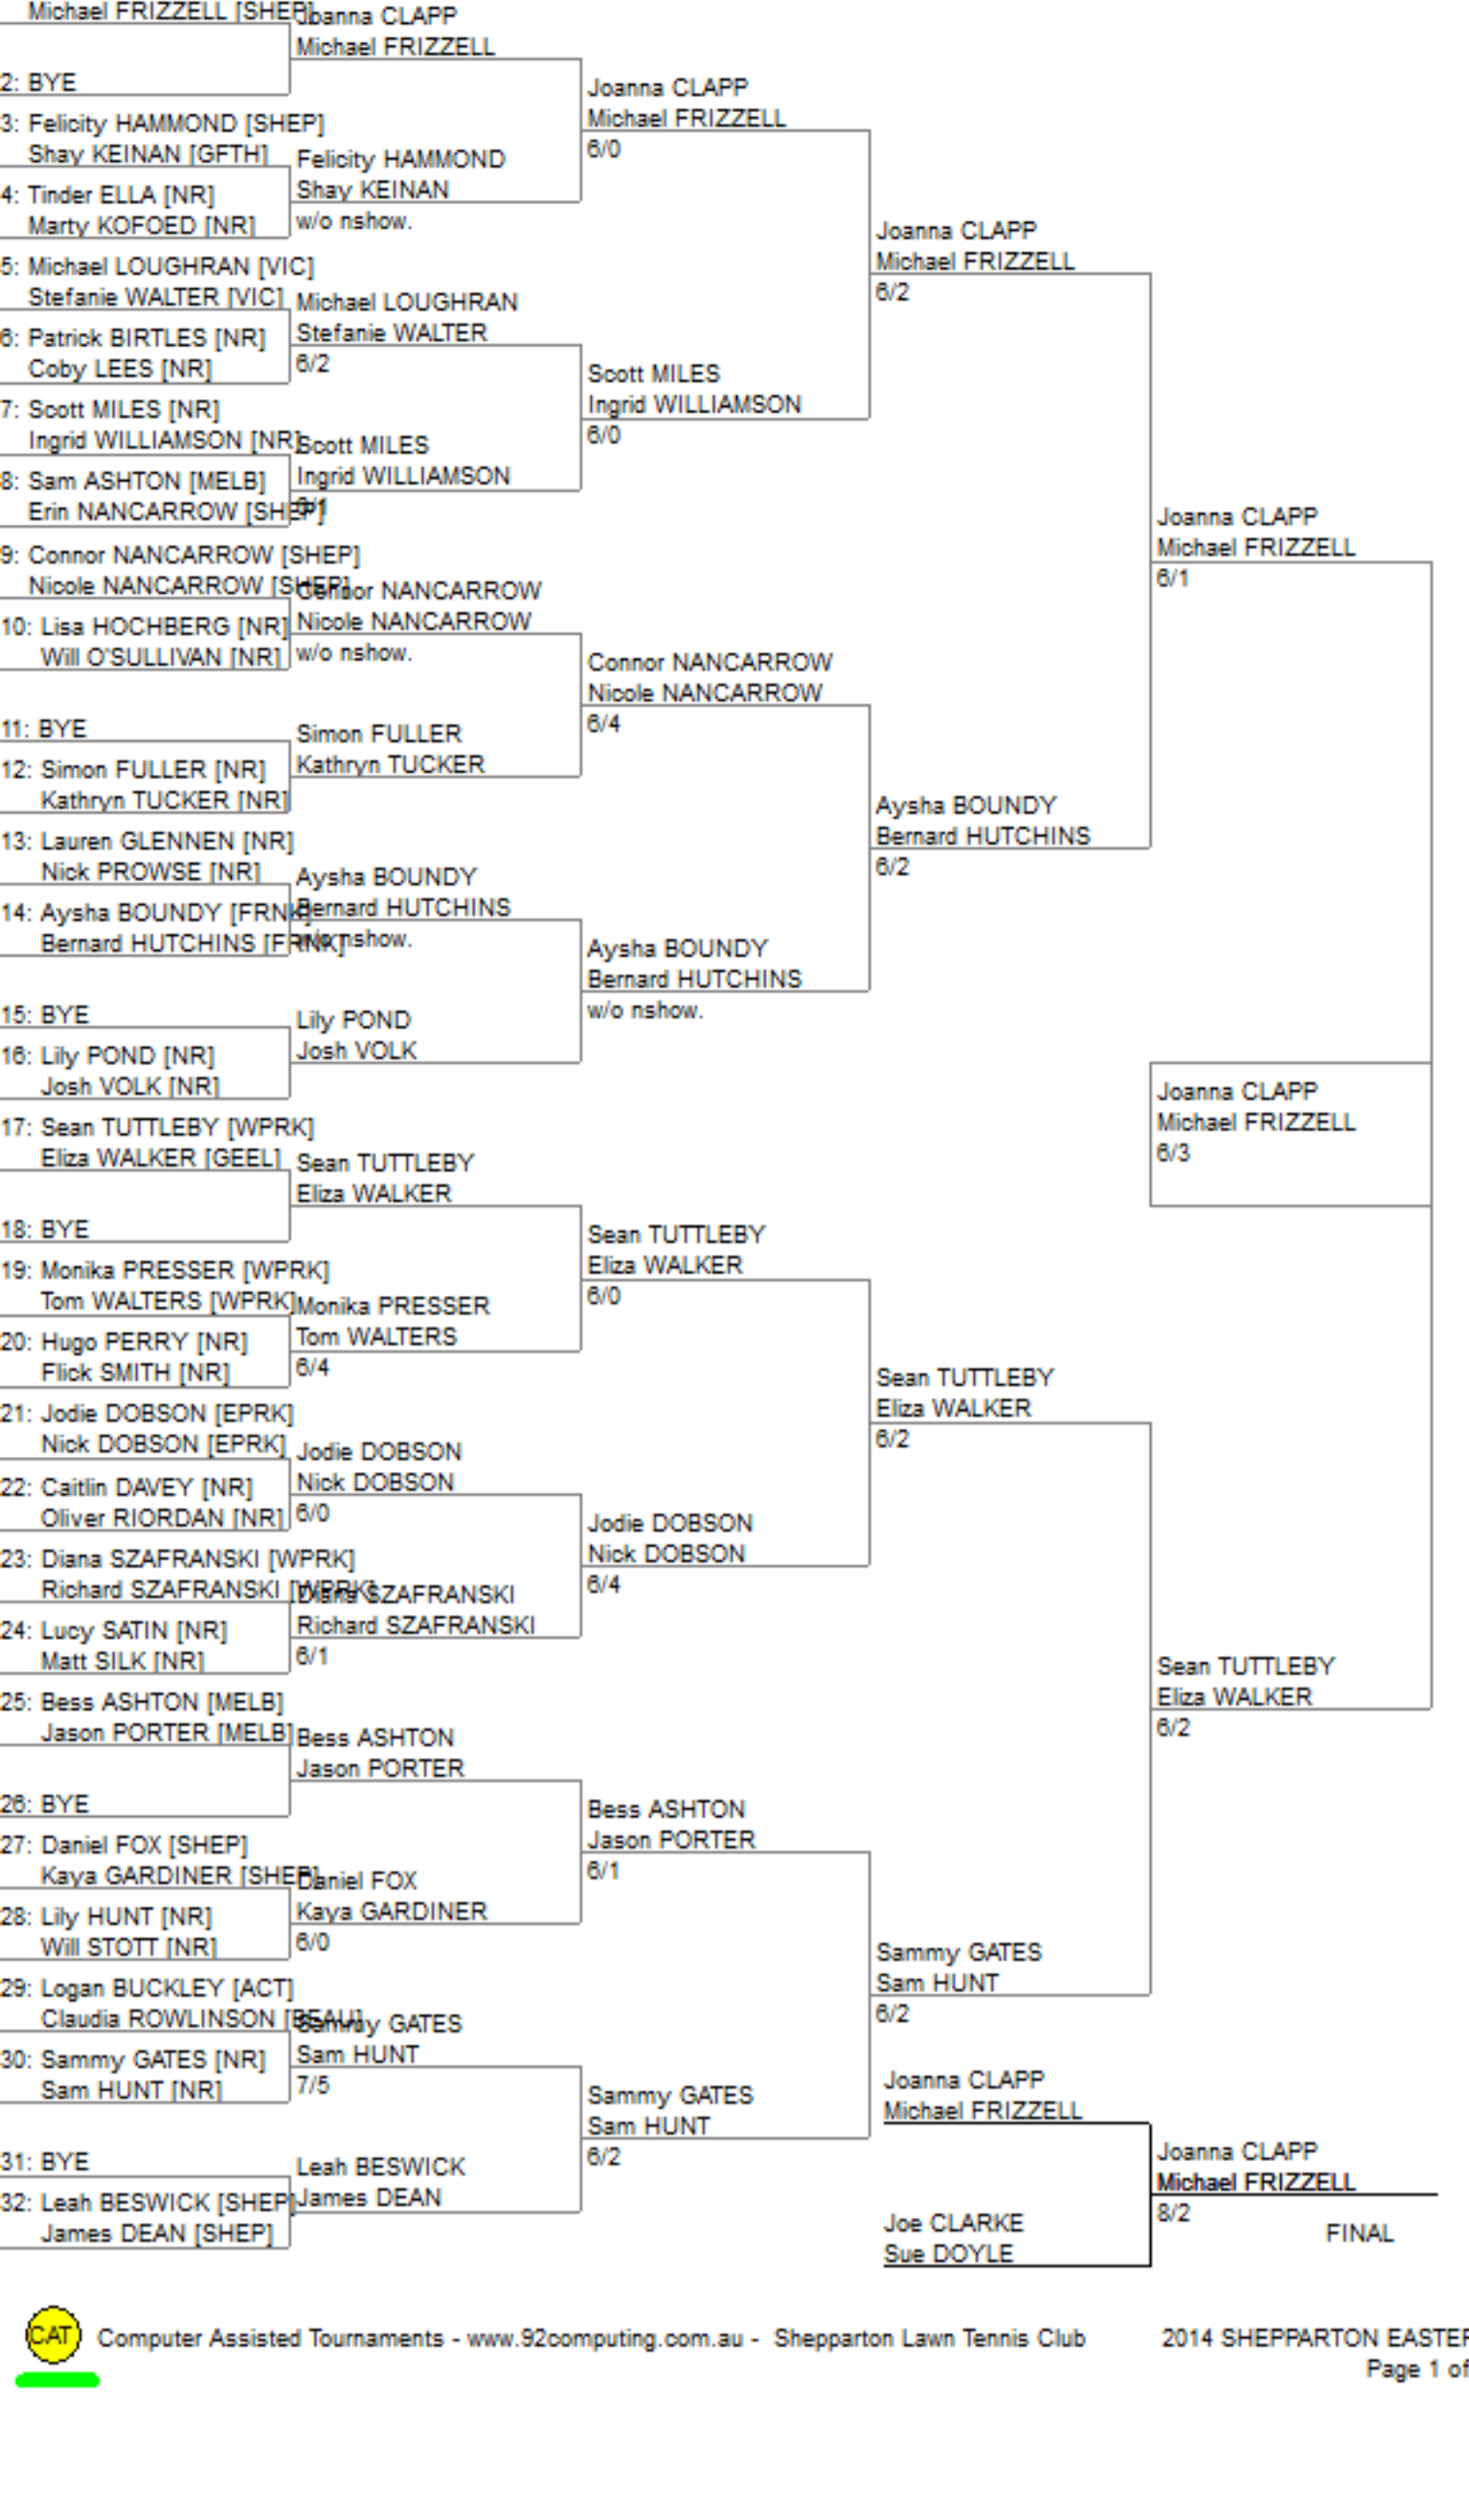 Michael FRIZZELL [SHEP]
2: BYE
3: Felicity HAMMOND [SHEP]
Shay KEINAN [GFTH]
4: Tinder ELLA [NR]
Marty KOFOED [NR]
5: Michael LOUGHRAN [VIC]
Stefanie WALTER [VIC]
6: Patrick BIRTLES [NR]
Coby LEES [NR]
7: Scott MILES [NR]
Ingrid WILLIAMSON [NR]
8: Sam ASHTON [MELB]
Erin NANCARROW [SHEP]
9: Connor NANCARROW [SHEP]
Nicole NANCARROW [SHEP]
10: Lisa HOCHBERG [NR]
Will O'SULLIVAN [NR]
11: BYE
12: Simon FULLER [NR]
Kathryn TUCKER [NR]
13: Lauren GLENNEN [NR]
Nick PROWSE [NR]
14: Aysha BOUNDY [FRNK]
Bernard HUTCHINS [FRNK]
15: BYE
16: Lily POND [NR]
Josh VOLK [NR]
17: Sean TUTTLEBY [WPRK]
Eliza WALKER [GEEL]
18: BYE
19: Monika PRESSER [WPRK]
Tom WALTERS [WPRK]
20: Hugo PERRY [NR]
Flick SMITH [NR]
21: Jodie DOBSON [EPRK]
Nick DOBSON [EPRK]
22: Caitlin DAVEY [NR]
Oliver RIORDAN [NR]
23: Diana SZAFRANSKI [WPRK]
Richard SZAFRANSKI [WPRK]
24: Lucy SATIN [NR]
Matt SILK [NR]
25: Bess ASHTON [MELB]
Jason PORTER [MELB]
26: BYE
27: Daniel FOX [SHEP]
Kaya GARDINER [SHEP]
28: Lily HUNT [NR]
Will STOTT [NR]
29: Logan BUCKLEY [ACT]
Claudia ROWLINSON [BEAU]
30: Sammy GATES [NR]
Sam HUNT [NR]
31: BYE
32: Leah BESWICK [SHEP]
James DEAN [SHEP]
Joanna CLAPP
Michael FRIZZELL
Felicity HAMMOND
Shay KEINAN
w/o nshow.
Michael LOUGHRAN
Stefanie WALTER
6/2
Scott MILES
Ingrid WILLIAMSON
Connor NANCARROW
Nicole NANCARROW
w/o nshow.
Simon FULLER
Kathryn TUCKER
Aysha BOUNDY
Bernard HUTCHINS
w/o nshow.
Lily POND
Josh VOLK
Sean TUTTLEBY
Eliza WALKER
Monika PRESSER
Tom WALTERS
6/4
Jodie DOBSON
Nick DOBSON
6/0
Diana SZAFRANSKI
Richard SZAFRANSKI
6/1
Bess ASHTON
Jason PORTER
Daniel FOX
Kaya GARDINER
6/0
Sammy GATES
Sam HUNT
7/5
Leah BESWICK
James DEAN
Joanna CLAPP
Michael FRIZZELL
6/0
Scott MILES
Ingrid WILLIAMSON
6/0
Connor NANCARROW
Nicole NANCARROW
6/4
Aysha BOUNDY
Bernard HUTCHINS
w/o nshow.
Sean TUTTLEBY
Eliza WALKER
6/0
Jodie DOBSON
Nick DOBSON
6/4
Bess ASHTON
Jason PORTER
6/1
Sammy GATES
Sam HUNT
6/2
Joanna CLAPP
Michael FRIZZELL
6/2
Aysha BOUNDY
Bernard HUTCHINS
6/2
Sean TUTTLEBY
Eliza WALKER
6/2
Sammy GATES
Sam HUNT
6/2
Joanna CLAPP
Michael FRIZZELL
6/1
Joanna CLAPP
Michael FRIZZELL
6/3
Sean TUTTLEBY
Eliza WALKER
6/2
Joanna CLAPP
Michael FRIZZELL
Joe CLARKE
Sue DOYLE
Joanna CLAPP
Michael FRIZZELL
8/2
FINAL
CAT Computer Assisted Tournaments - www.92computing.com.au - Shepparton Lawn Tennis Club 2014 SHEPPARTON EASTER
Page 1 of